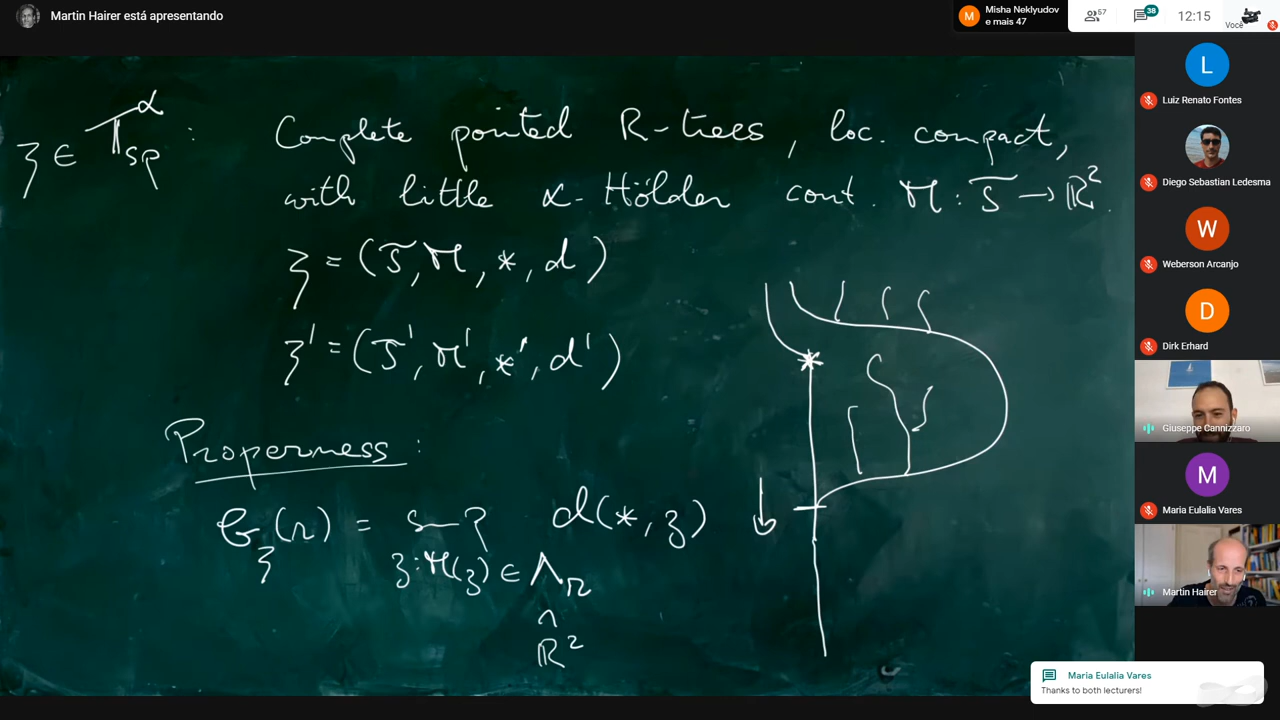 Martin Hairer está apresentando
Misha Neklyudov
e mais 47
57
38
12:15
Você
ζ ∈ 𝕋^α_sp : Complete pointed R-trees, loc. compact,
with little α-Hölder cont. M : 𝒯 → ℝ².
ζ = (𝒯, M, *, d)
ζ' = (𝒯', M', *', d')
*
Properness :
b_ζ(r) = sup d(*, z)
z : M(z) ∈ Λ_r
∩
ℝ²
L
Luiz Renato Fontes
Diego Sebastian Ledesma
W
Weberson Arcanjo
D
Dirk Erhard
Giuseppe Cannizzaro
M
Maria Eulalia Vares
Martin Hairer
Maria Eulalia Vares
Thanks to both lecturers!